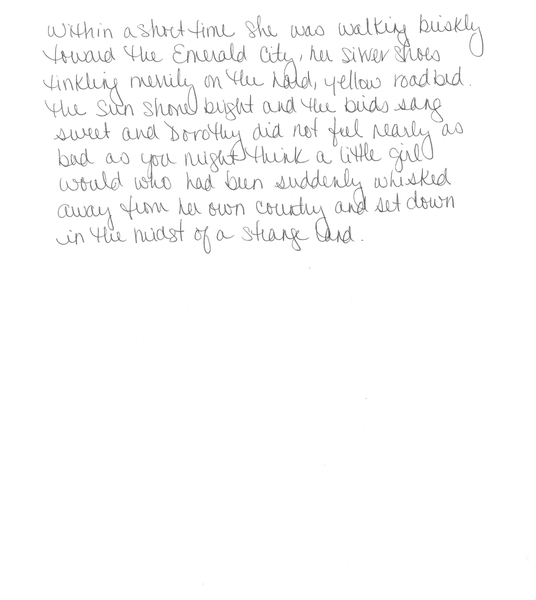 Within a short time she was walking briskly
toward the Emerald City, her silver shoes
tinkling merrily on the hard, yellow roadbed.
The sun shone bright and the birds sang
sweet and Dorothy did not feel nearly as
bad as you might think a little girl
would who had been suddenly whisked
away from her own country and set down
in the midst of a strange land.